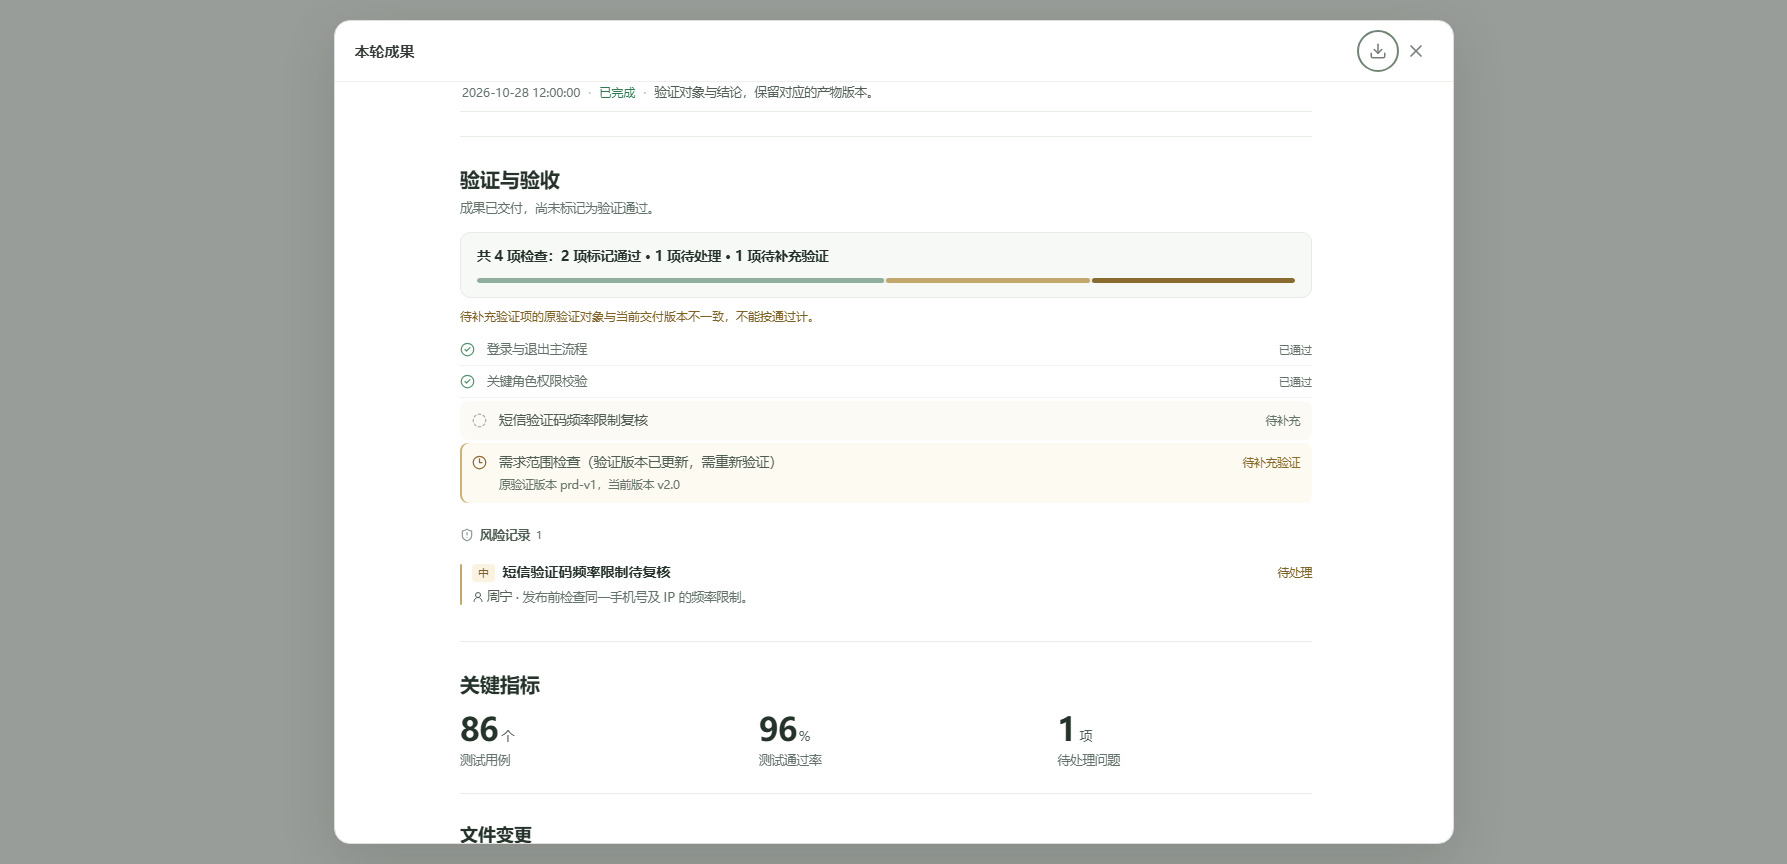 本轮成果
2026-10-28 12:00:00 · 已完成 · 验证对象与结论，保留对应的产物版本。
验证与验收
成果已交付，尚未标记为验证通过。
共 4 项检查：2 项标记通过 • 1 项待处理 • 1 项待补充验证
待补充验证项的原验证对象与当前交付版本不一致，不能按通过计。
登录与退出主流程 已通过
关键角色权限校验 已通过
短信验证码频率限制复核 待补充
需求范围检查（验证版本已更新，需重新验证） 待补充验证
原验证版本 prd-v1，当前版本 v2.0
风险记录 1
中 短信验证码频率限制待复核 待处理
周宁 · 发布前检查同一手机号及 IP 的频率限制。
关键指标
86 个 96 % 1 项
测试用例 测试通过率 待处理问题
文件变更